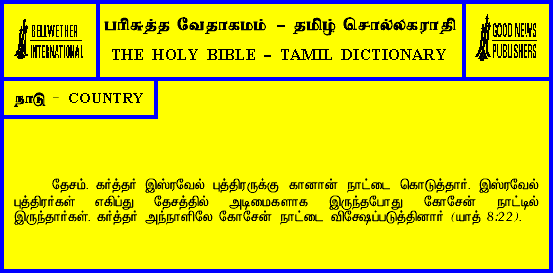 BELLWETHER
INTERNATIONAL
பரிசுத்த வேதாகமம் - தமிழ் சொல்லகராதி
THE HOLY BIBLE - TAMIL DICTIONARY
GOOD NEWS
PUBLISHERS
நாடு - COUNTRY
தேசம். கர்த்தர் இஸ்ரவேல் புத்திரருக்கு கானான் நாட்டை கொடுத்தார். இஸ்ரவேல்
புத்திரர்கள் எகிப்து தேசத்தில் அடிமைகளாக இருந்தபோது கோசேன் நாட்டில்
இருந்தார்கள். கர்த்தர் அந்நாளிலே கோசேன் நாட்டை விசேஷப்படுத்தினார் (யாத் 8:22).